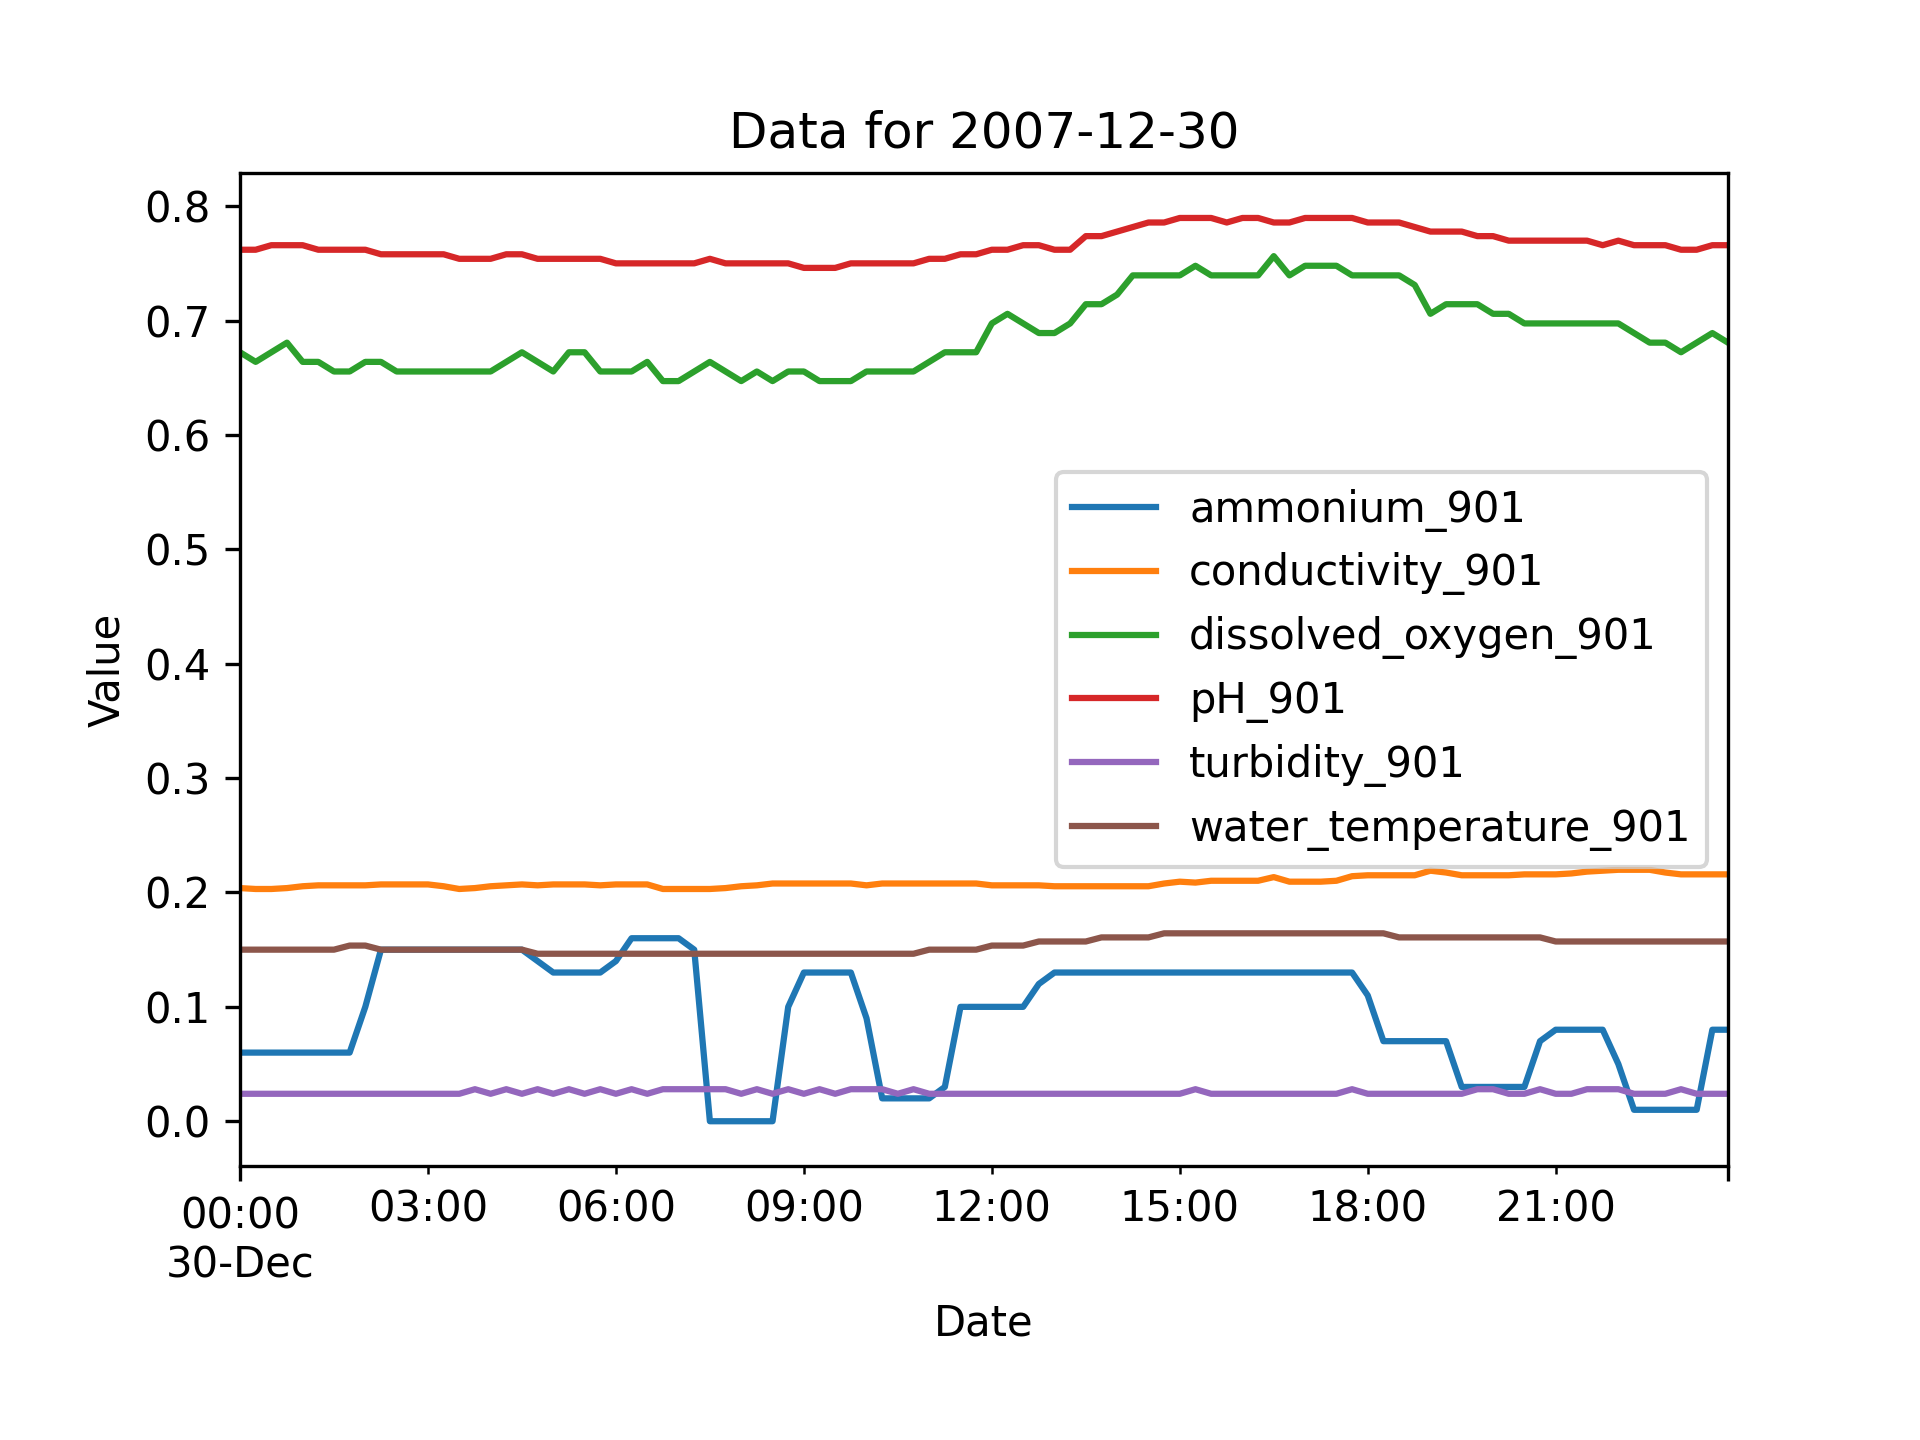 Data for 2007-12-30
0.8
0.7
0.6
0.5
0.4
0.3
0.2
0.1
0.0
Value
ammonium_901
conductivity_901
dissolved_oxygen_901
pH_901
turbidity_901
water_temperature_901
00:00 03:00 06:00 09:00 12:00 15:00 18:00 21:00
30-Dec
Date